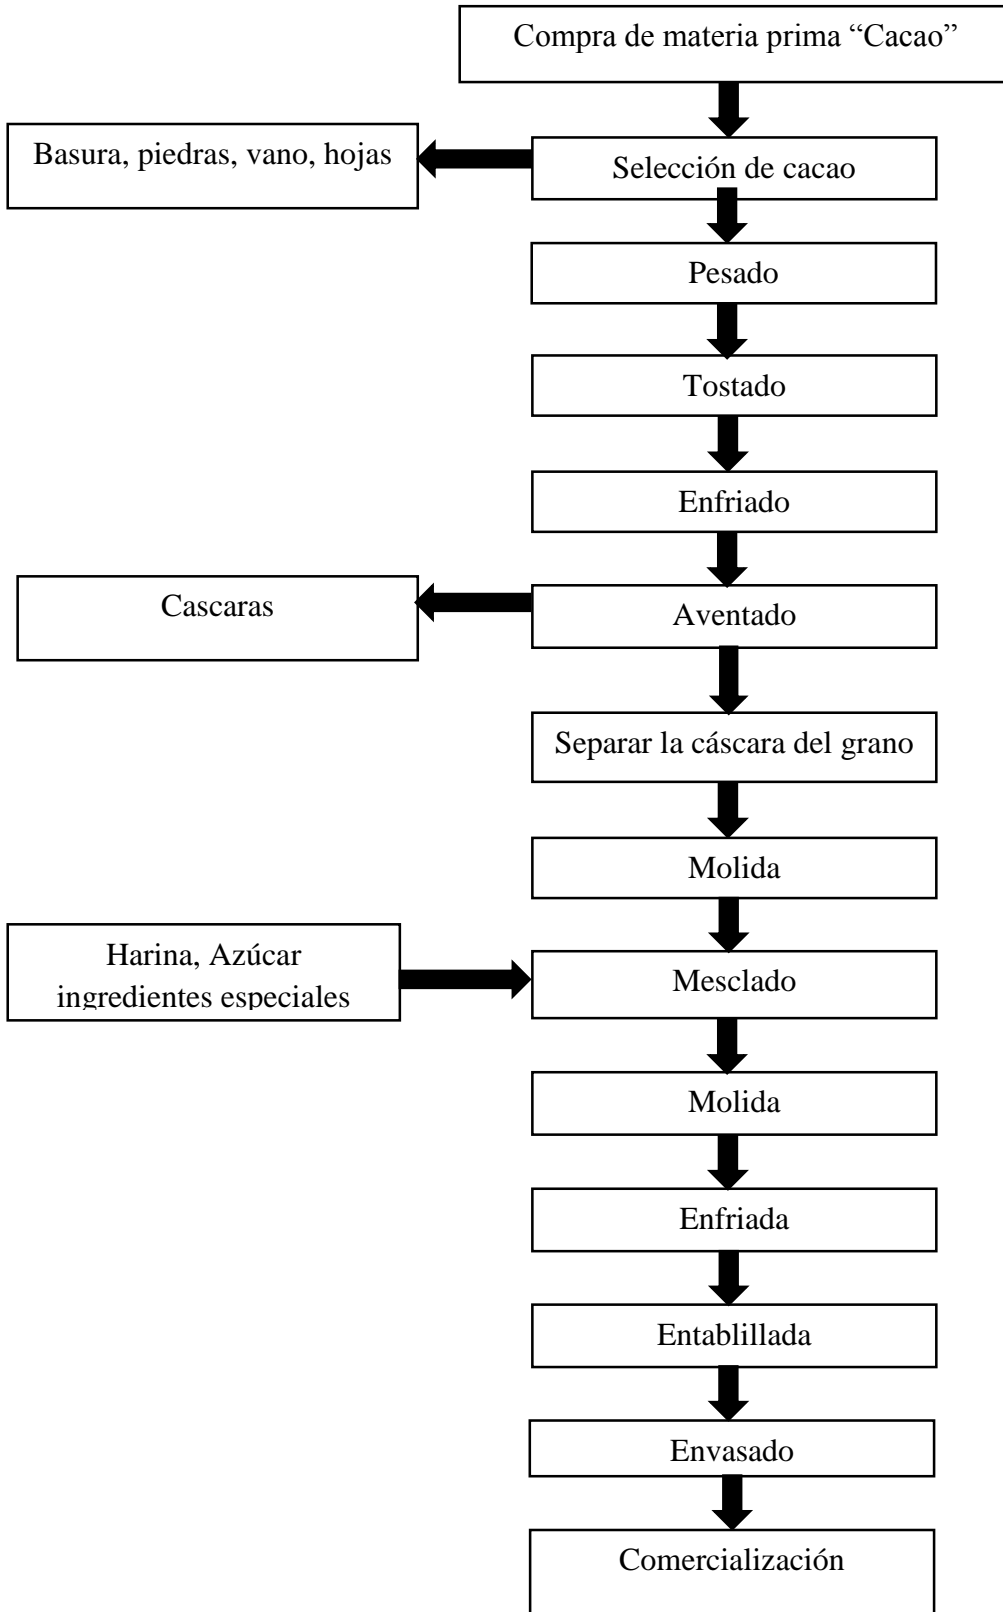 Compra de materia prima “Cacao”
Basura, piedras, vano, hojas
Selección de cacao
Pesado
Tostado
Enfriado
Cascaras
Aventado
Separar la cáscara del grano
Molida
Harina, Azúcar
ingredientes especiales
Mesclado
Molida
Enfriada
Entablillada
Envasado
Comercialización